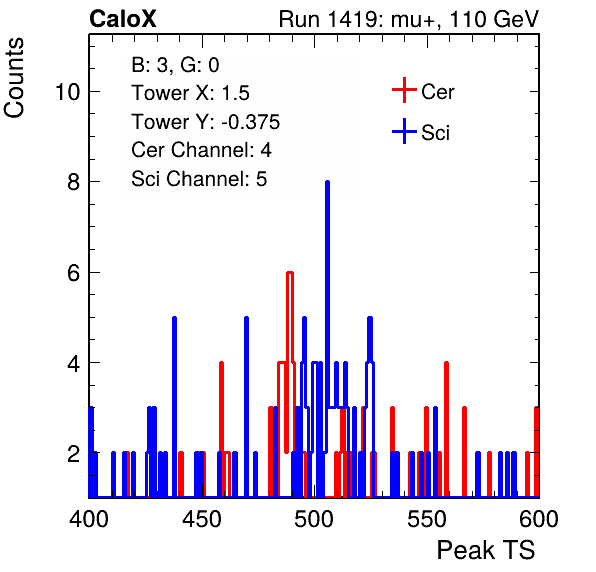 CaloX Run 1419: mu+, 110 GeV
Counts
B: 3, G: 0
Tower X: 1.5
Tower Y: -0.375
Cer Channel: 4
Sci Channel: 5
Cer
Sci
10
8
6
4
2
400 450 500 550 600
Peak TS